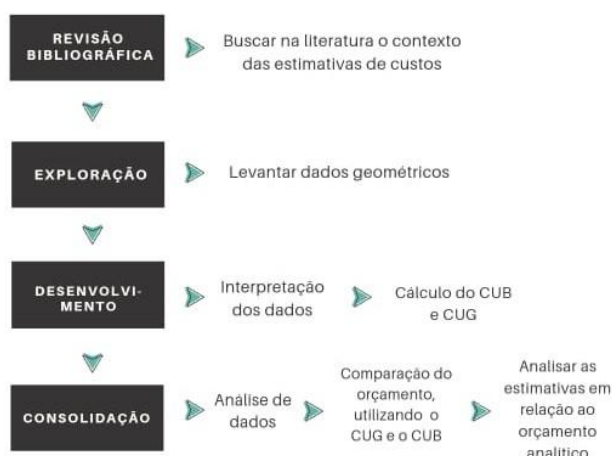 REVISÃO
BIBLIOGRÁFICA
Buscar na literatura o contexto
das estimativas de custos
EXPLORAÇÃO
Levantar dados geométricos
DESENVOLVI-
MENTO
Interpretação
dos dados
Cálculo do CUB
e CUG
CONSOLIDAÇÃO
Análise de
dados
Comparação do
orçamento,
utilizando o
CUG e o CUB
Analisar as
estimativas em
relação ao
orçamento
analítico